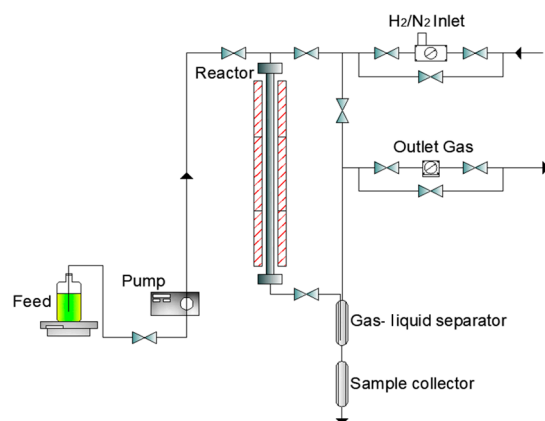 H2/N2 Inlet
Reactor
Outlet Gas
Pump
Feed
Gas- liquid separator
Sample collector